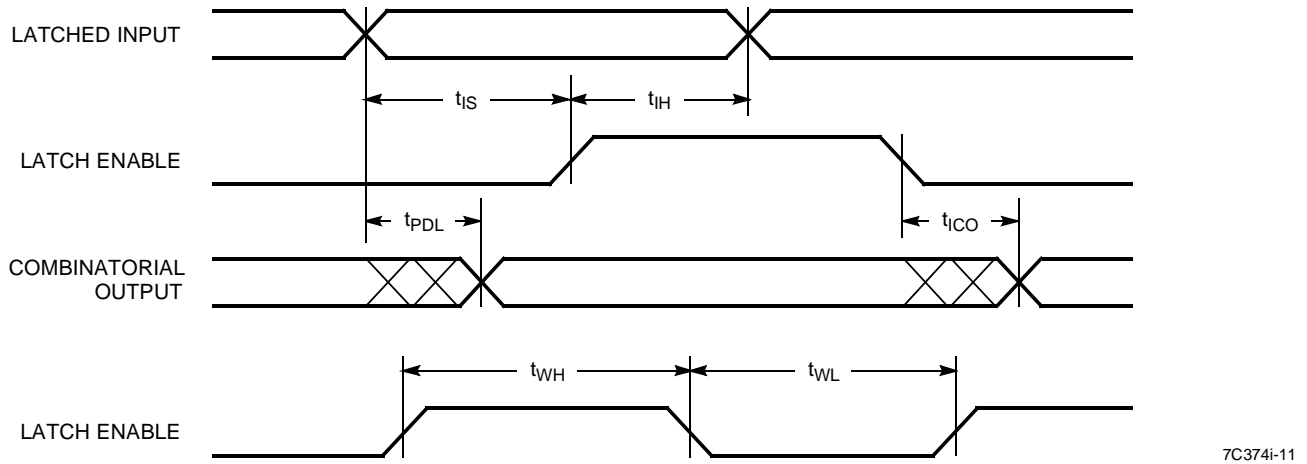 LATCHED INPUT
tIS
tIH
LATCH ENABLE
tPDL
tICO
COMBINATORIAL
OUTPUT
tWH
tWL
LATCH ENABLE
7C374i-11